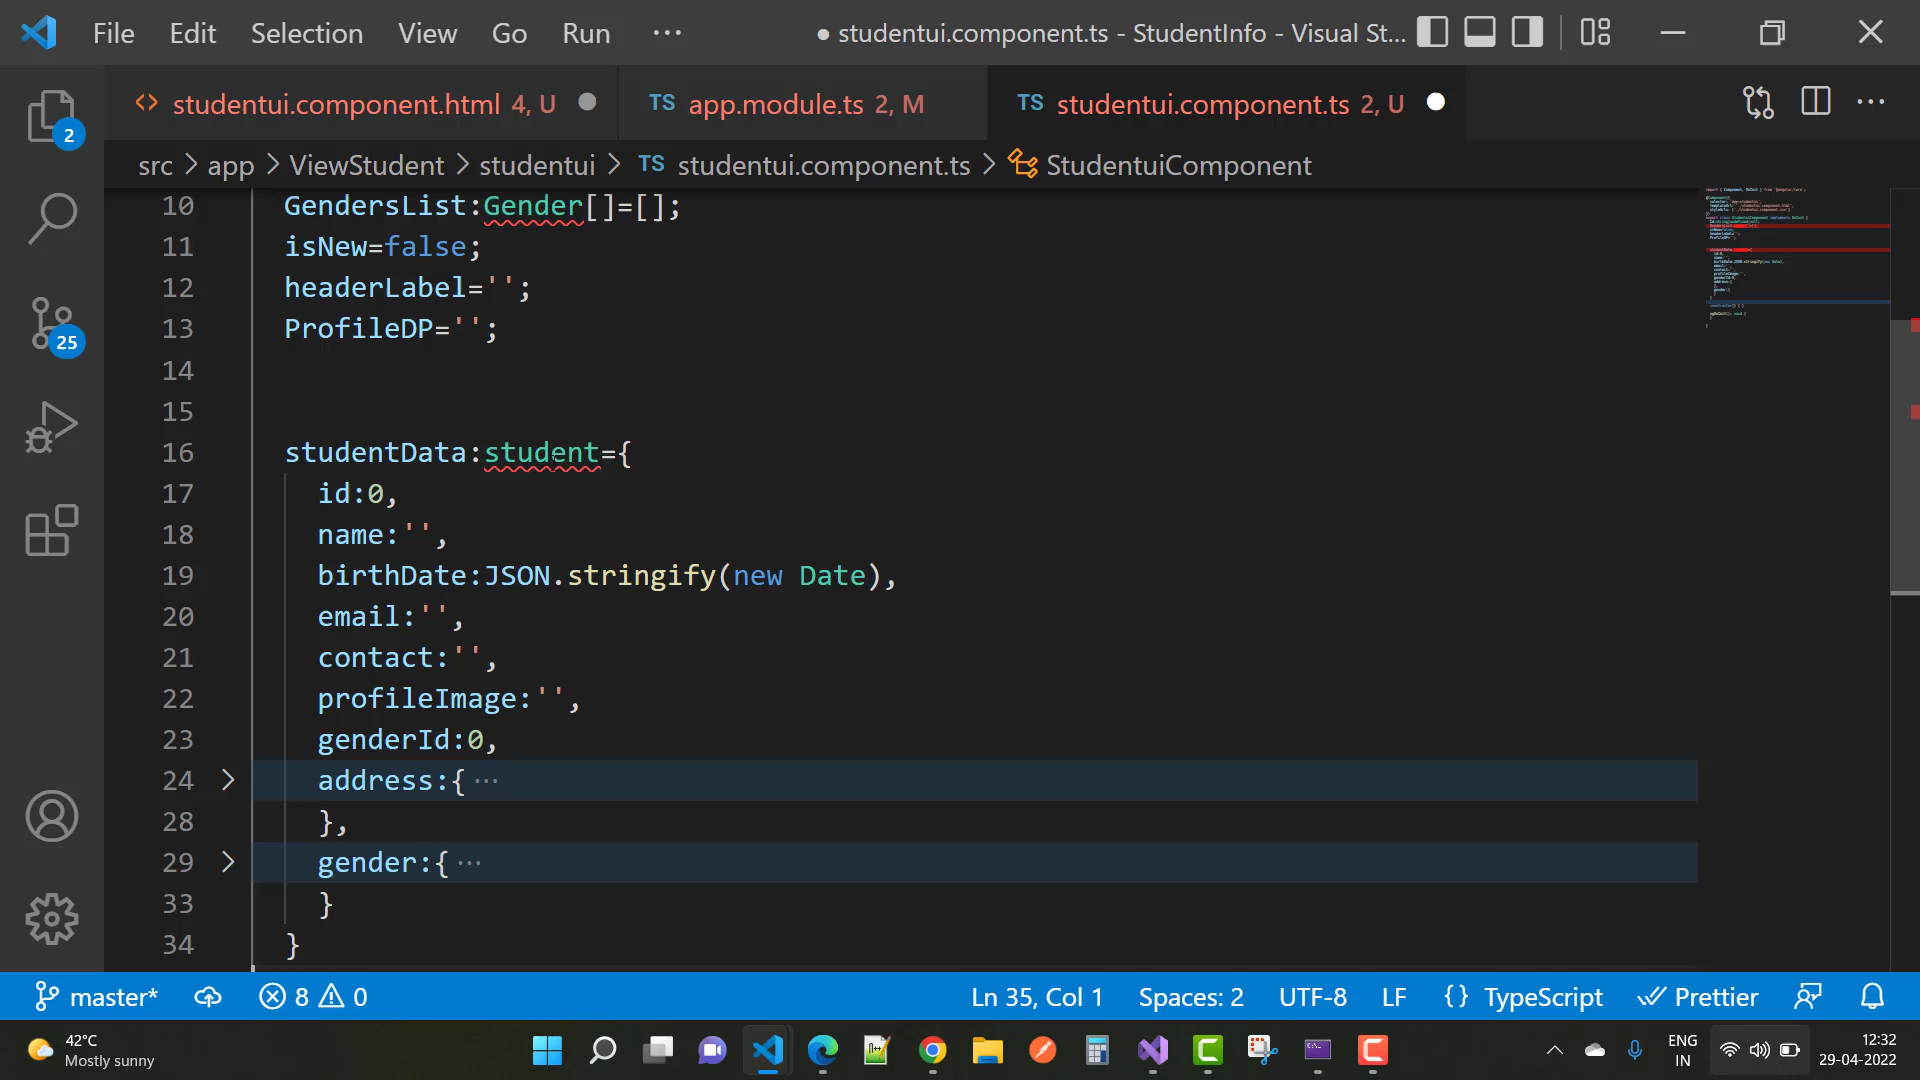 File Edit Selection View Go Run ···
● studentui.component.ts - StudentInfo - Visual St...
studentui.component.html 4, U
TS app.module.ts 2, M
TS studentui.component.ts 2, U
src > app > ViewStudent > studentui > TS studentui.component.ts > StudentuiComponent
2
25
10 GendersList:Gender[]=[];
11 isNew=false;
12 headerLabel='';
13 ProfileDP='';
14
15
16 studentData:student={
17 id:0,
18 name:'',
19 birthDate:JSON.stringify(new Date),
20 email:'',
21 contact:'',
22 profileImage:'',
23 genderId:0,
24 address:{ ···
28 },
29 gender:{ ···
33 }
34 }
master* 8 0 Ln 35, Col 1 Spaces: 2 UTF-8 LF {} TypeScript Prettier
42°C
Mostly sunny
ENG
IN
12:32
29-04-2022